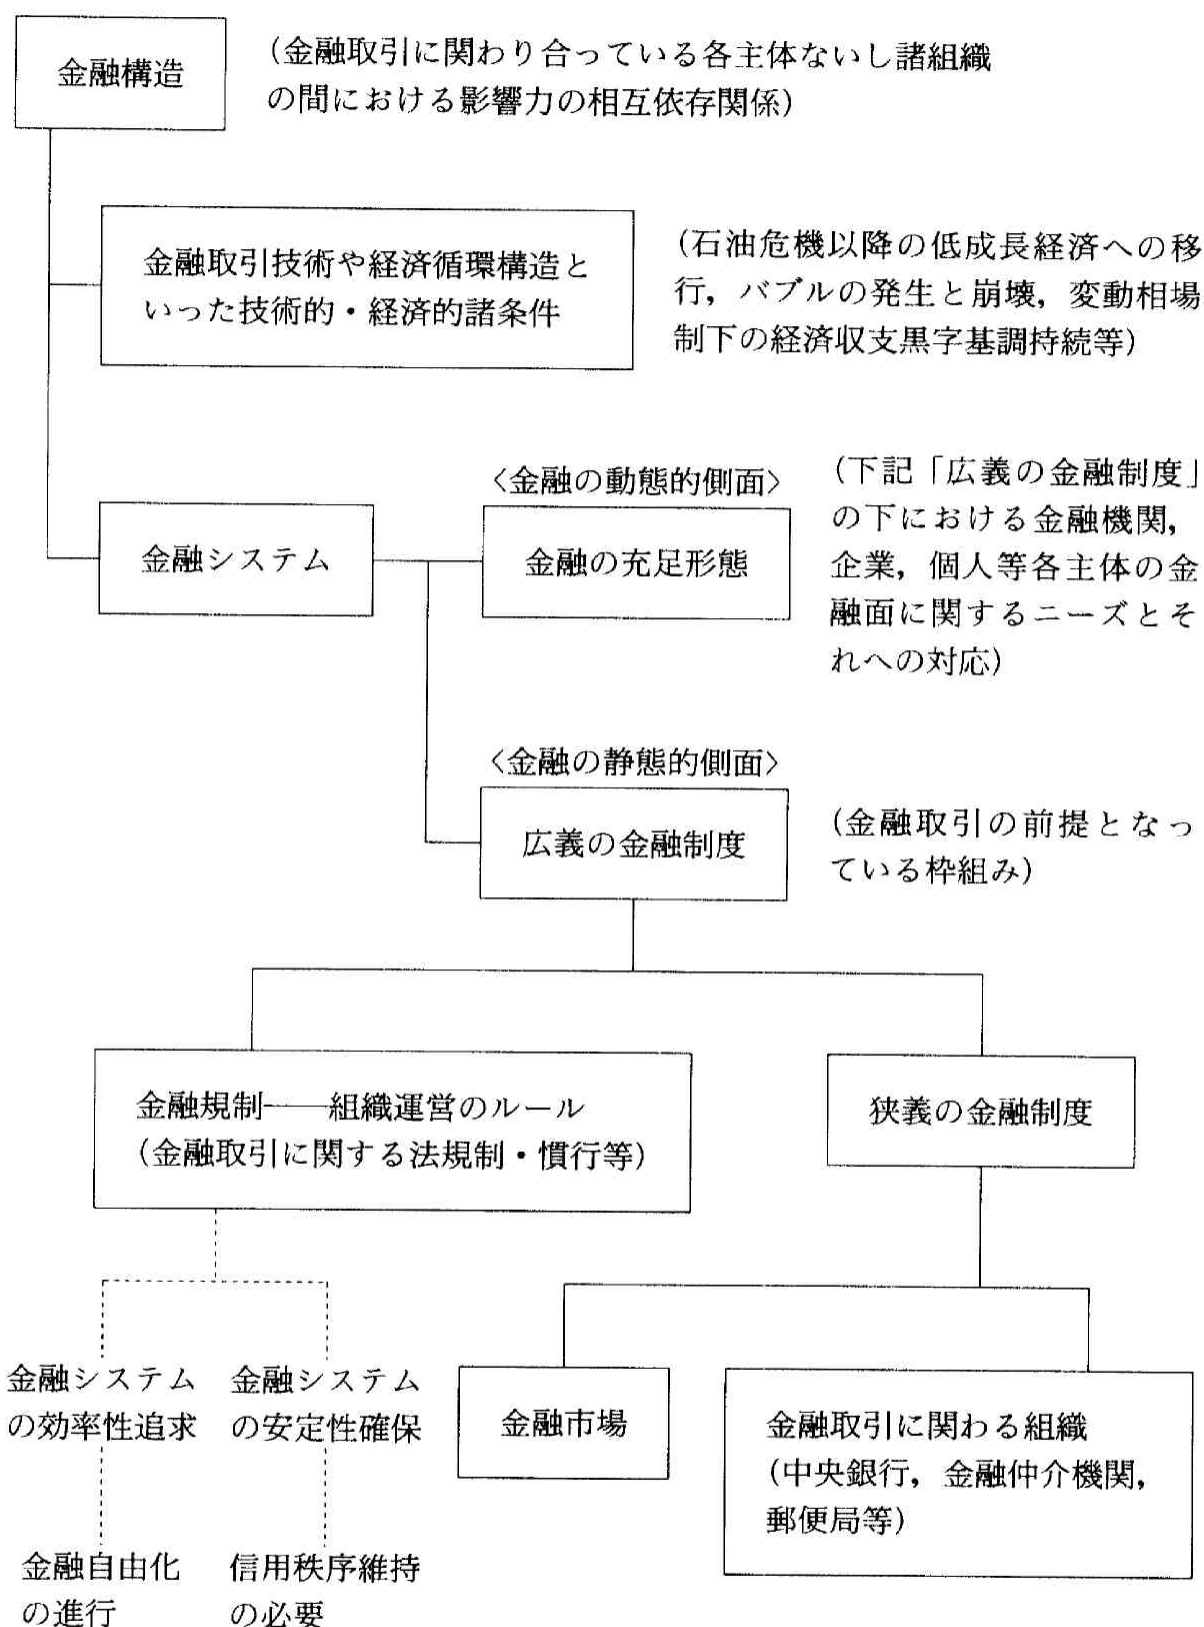 金融構造
(金融取引に関わり合っている各主体ないし諸組織
の間における影響力の相互依存関係)
金融取引技術や経済循環構造と
いった技術的・経済的諸条件
(石油危機以降の低成長経済への移
行，バブルの発生と崩壊，変動相場
制下の経済収支黒字基調持続等)
金融システム
〈金融の動態的側面〉
金融の充足形態
(下記「広義の金融制度」
の下における金融機関，
企業，個人等各主体の金
融面に関するニーズとそ
れへの対応)
〈金融の静態的側面〉
広義の金融制度
(金融取引の前提となっ
ている枠組み)
金融規制——組織運営のルール
(金融取引に関する法規制・慣行等)
狭義の金融制度
金融システム
の効率性追求
金融システム
の安定性確保
金融自由化
の進行
信用秩序維持
の必要
金融市場
金融取引に関わる組織
(中央銀行，金融仲介機関，
郵便局等)